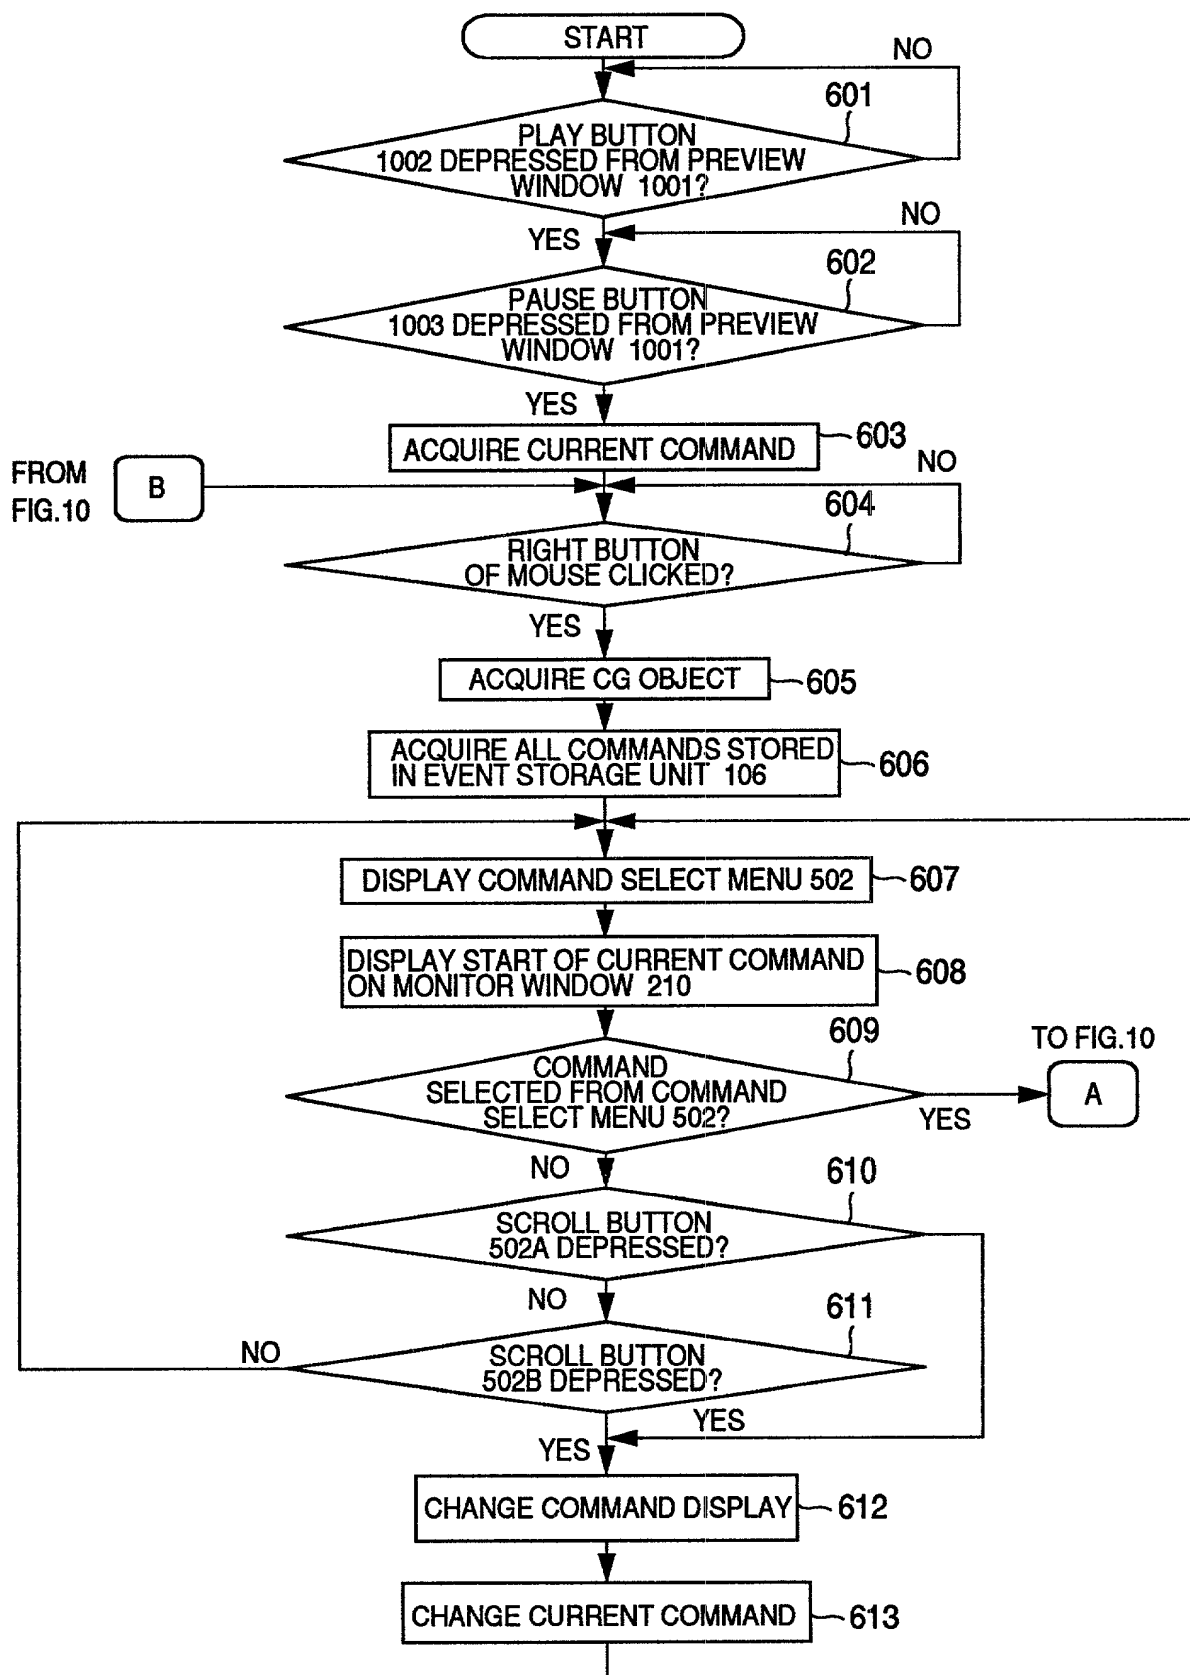 START
NO
601
PLAY BUTTON
1002 DEPRESSED FROM PREVIEW
WINDOW 1001?
YES
NO
602
PAUSE BUTTON
1003 DEPRESSED FROM PREVIEW
WINDOW 1001?
YES
ACQUIRE CURRENT COMMAND
603
FROM
FIG.10
B
NO
604
RIGHT BUTTON
OF MOUSE CLICKED?
YES
ACQUIRE CG OBJECT
605
ACQUIRE ALL COMMANDS STORED
IN EVENT STORAGE UNIT 106
606
DISPLAY COMMAND SELECT MENU 502
607
DISPLAY START OF CURRENT COMMAND
ON MONITOR WINDOW 210
608
609
TO FIG.10
COMMAND
SELECTED FROM COMMAND
SELECT MENU 502?
A
YES
NO
610
SCROLL BUTTON
502A DEPRESSED?
NO
611
NO
SCROLL BUTTON
502B DEPRESSED?
YES
YES
CHANGE COMMAND DISPLAY
612
CHANGE CURRENT COMMAND
613